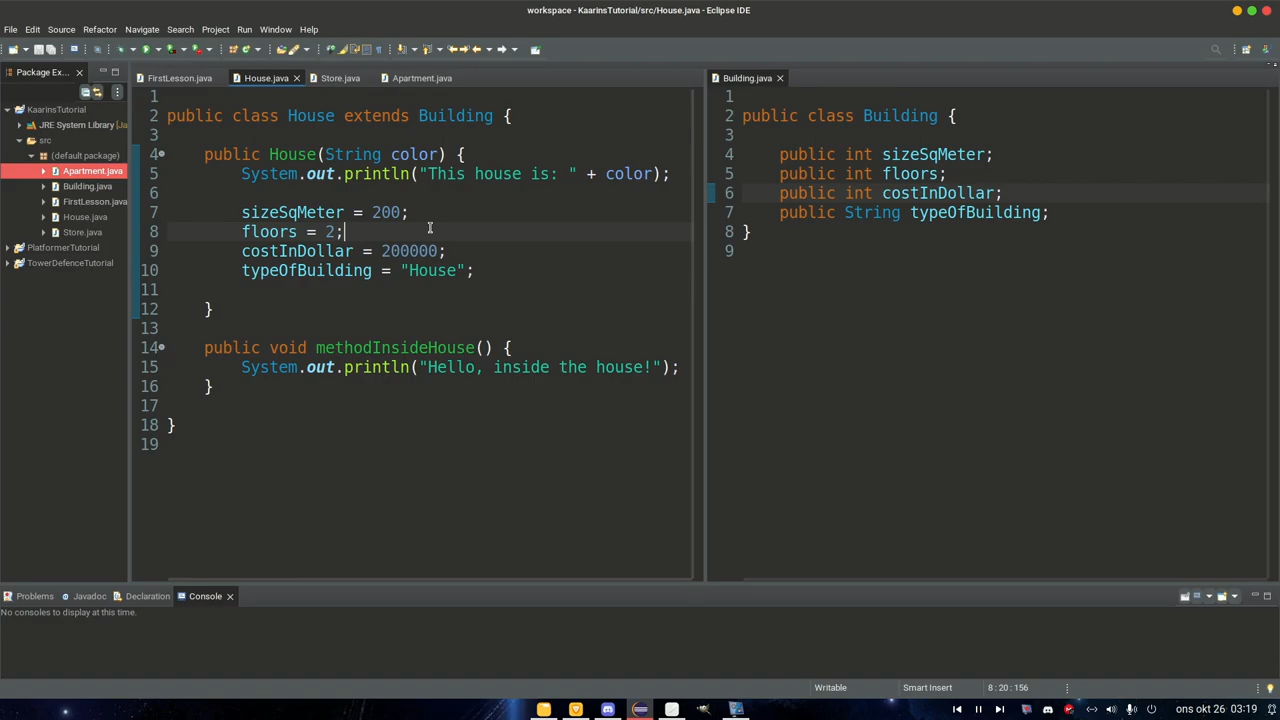 workspace - KaarinsTutorial/src/House.java - Eclipse IDE
File Edit Source Refactor Navigate Search Project Run Window Help
Package Ex...
KaarinsTutorial
JRE System Library [Ja
src
(default package)
Apartment.java
Building.java
FirstLesson.java
House.java
Store.java
PlatformerTutorial
TowerDefenceTutorial
FirstLesson.java House.java Store.java Apartment.java
1
2 public class House extends Building {
3
4 public House(String color) {
5 System.out.println("This house is: " + color);
6
7 sizeSqMeter = 200;
8 floors = 2;
9 costInDollar = 200000;
10 typeOfBuilding = "House";
11
12 }
13
14 public void methodInsideHouse() {
15 System.out.println("Hello, inside the house!");
16 }
17
18 }
19
Building.java
1
2 public class Building {
3
4 public int sizeSqMeter;
5 public int floors;
6 public int costInDollar;
7 public String typeOfBuilding;
8 }
9
Problems Javadoc Declaration Console
No consoles to display at this time.
Writable Smart Insert 8 : 20 : 156
ons okt 26 03:19